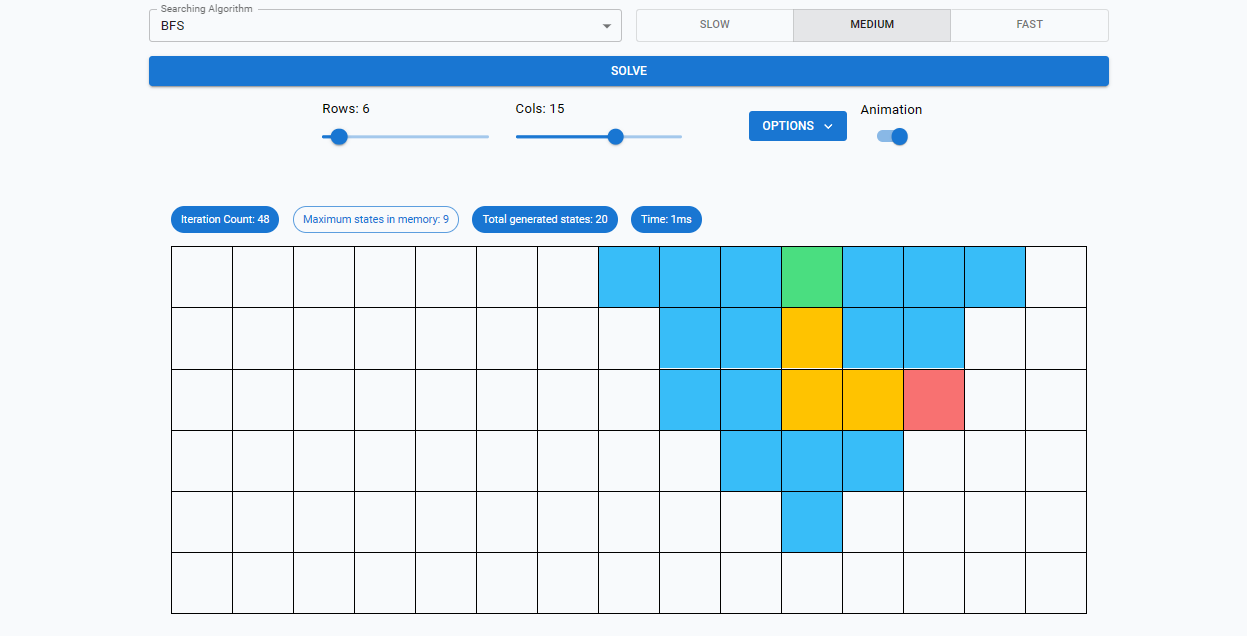 Searching Algorithm
BFS
SLOW
MEDIUM
FAST
SOLVE
Rows: 6
Cols: 15
OPTIONS
Animation
Iteration Count: 48
Maximum states in memory: 9
Total generated states: 20
Time: 1ms